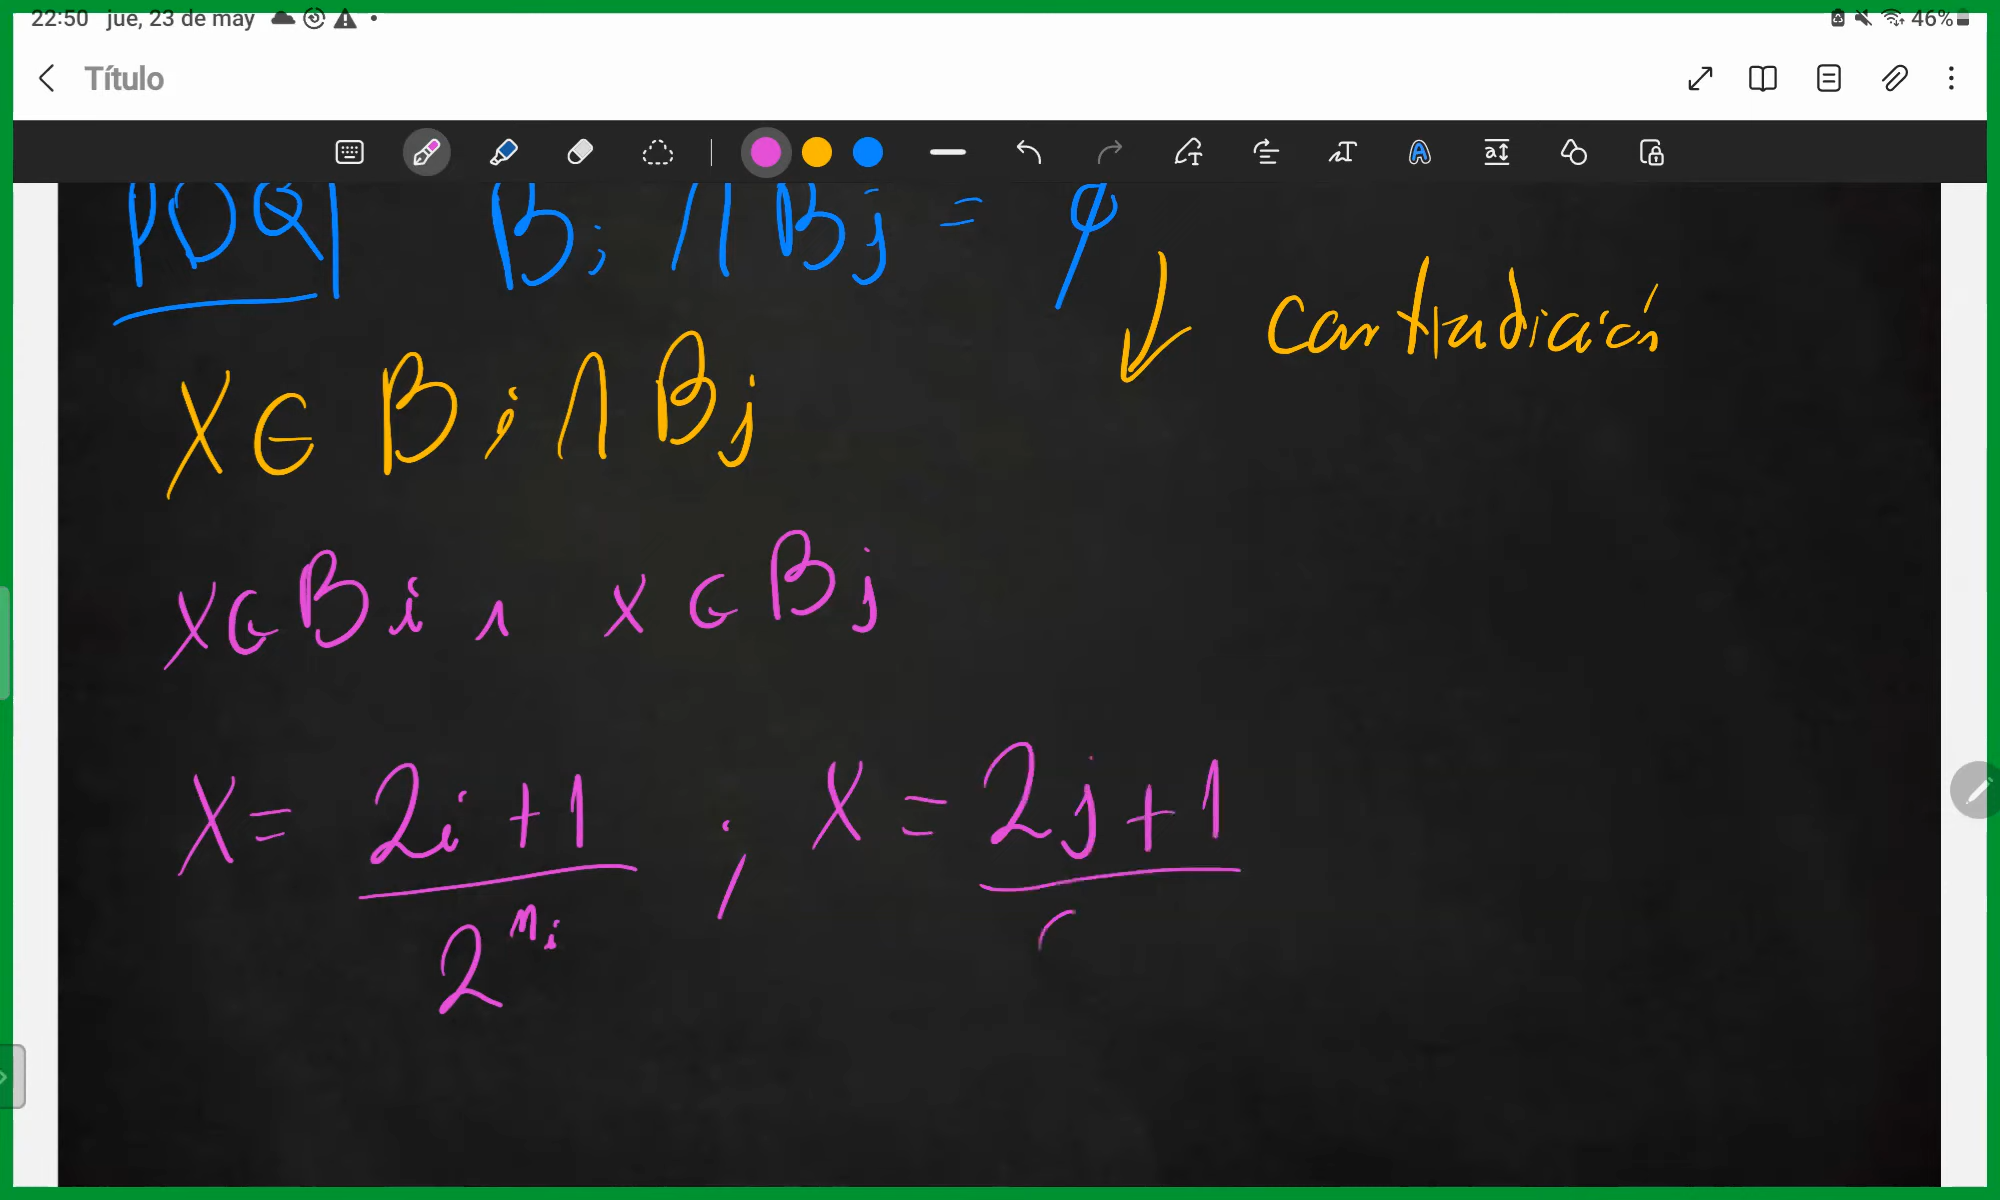 22:50 jue, 23 de may 46%
Título
PDQ| Bi ∩ Bj = φ
Contradicción
X ∈ Bi ∩ Bj
x ∈ Bi ∧ x ∈ Bj
X = (2i + 1) / 2^(n_i) ; X = (2j + 1) /